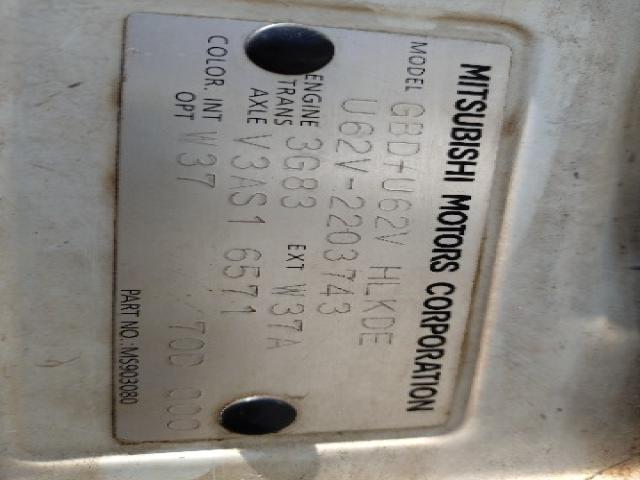 MITSUBISHI MOTORS CORPORATION
MODEL GBD+U62V HLKDE
U62V-2203743
ENGINE 3G83 EXT W37A
TRANS AXLE V3AS1 6571
COLOR, INT OPT W37 /70D 000
PART NO.:MS903080